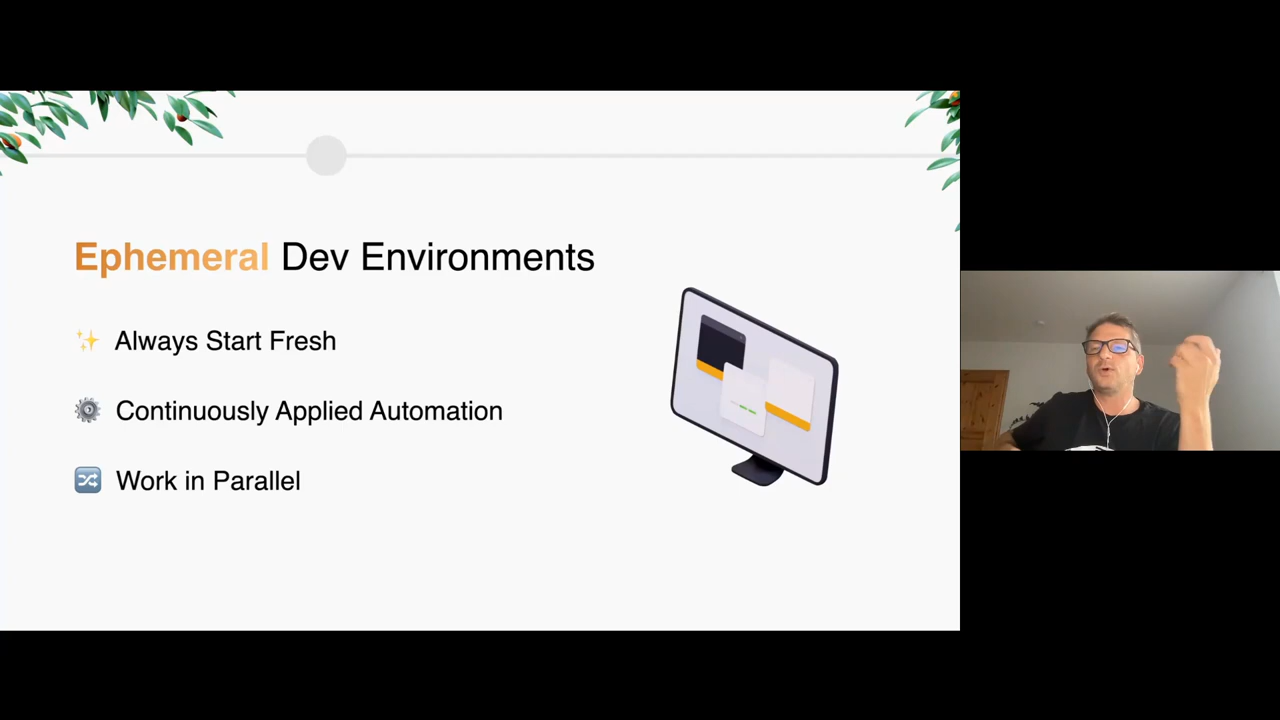 Ephemeral Dev Environments
Always Start Fresh
Continuously Applied Automation
Work in Parallel